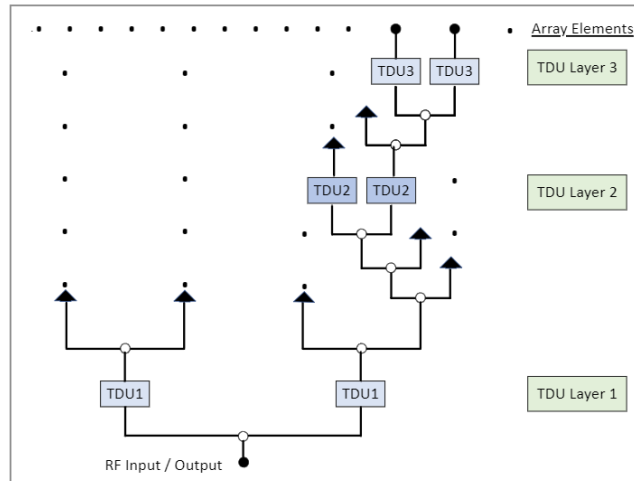 Array Elements
TDU3 TDU3 TDU Layer 3
TDU2 TDU2 TDU Layer 2
TDU1 TDU1 TDU Layer 1
RF Input / Output